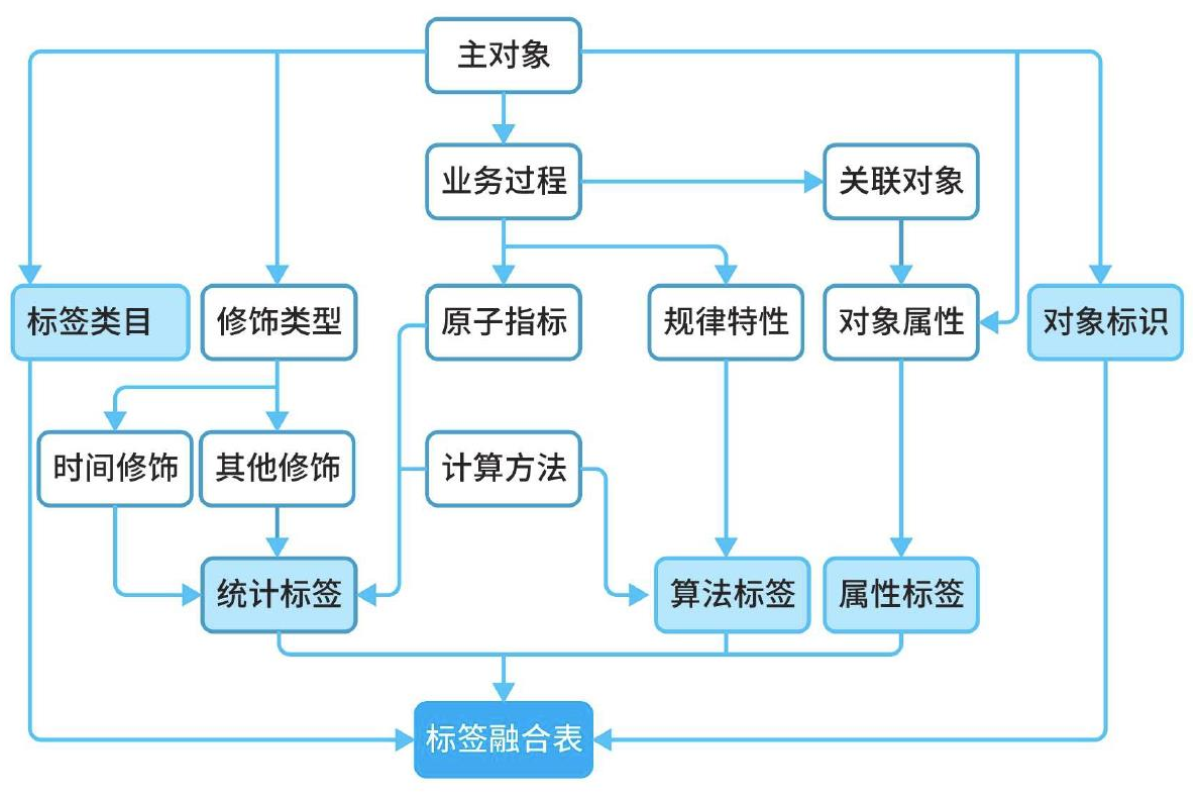 主对象
业务过程
关联对象
标签类目
修饰类型
原子指标
规律特性
对象属性
对象标识
时间修饰
其他修饰
计算方法
统计标签
算法标签
属性标签
标签融合表